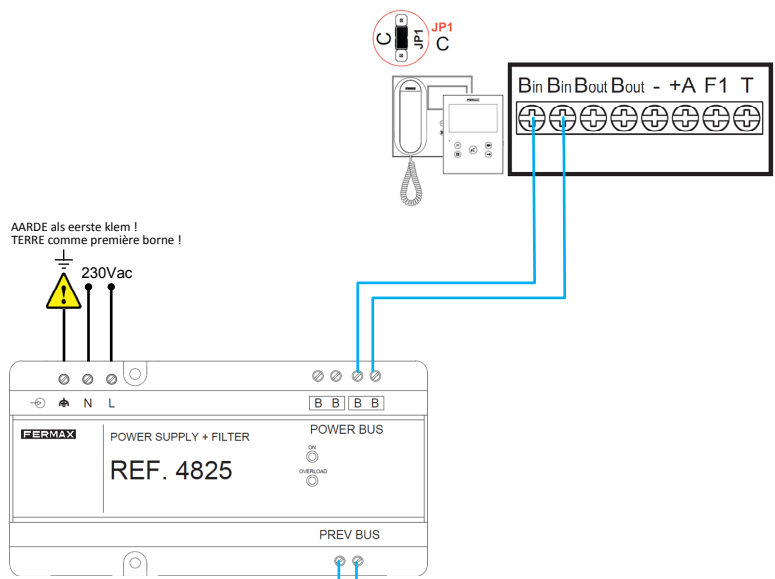 JP1
C
C
JP1
Bin Bin Bout Bout - +A F1 T
AARDE als eerste klem !
TERRE comme première borne !
230Vac
N L
B B B B
FERMAX
POWER SUPPLY + FILTER
REF. 4825
POWER BUS
ON
OVERLOAD
PREV BUS